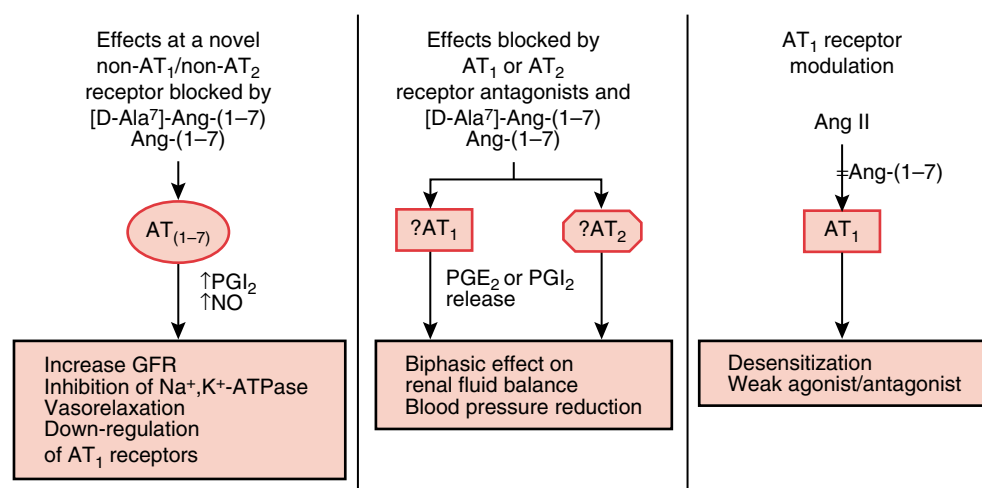 Effects at a novel
non-AT₁/non-AT₂
receptor blocked by
[D-Ala⁷]-Ang-(1–7)
Ang-(1–7)
AT₍₁₋₇₎
↑PGI₂
↑NO
Increase GFR
Inhibition of Na⁺,K⁺-ATPase
Vasorelaxation
Down-regulation
of AT₁ receptors
Effects blocked by
AT₁ or AT₂
receptor antagonists and
[D-Ala⁷]-Ang-(1–7)
Ang-(1–7)
?AT₁
?AT₂
PGE₂ or PGI₂
release
Biphasic effect on
renal fluid balance
Blood pressure reduction
AT₁ receptor
modulation
Ang II
Ang-(1–7)
AT₁
Desensitization
Weak agonist/antagonist